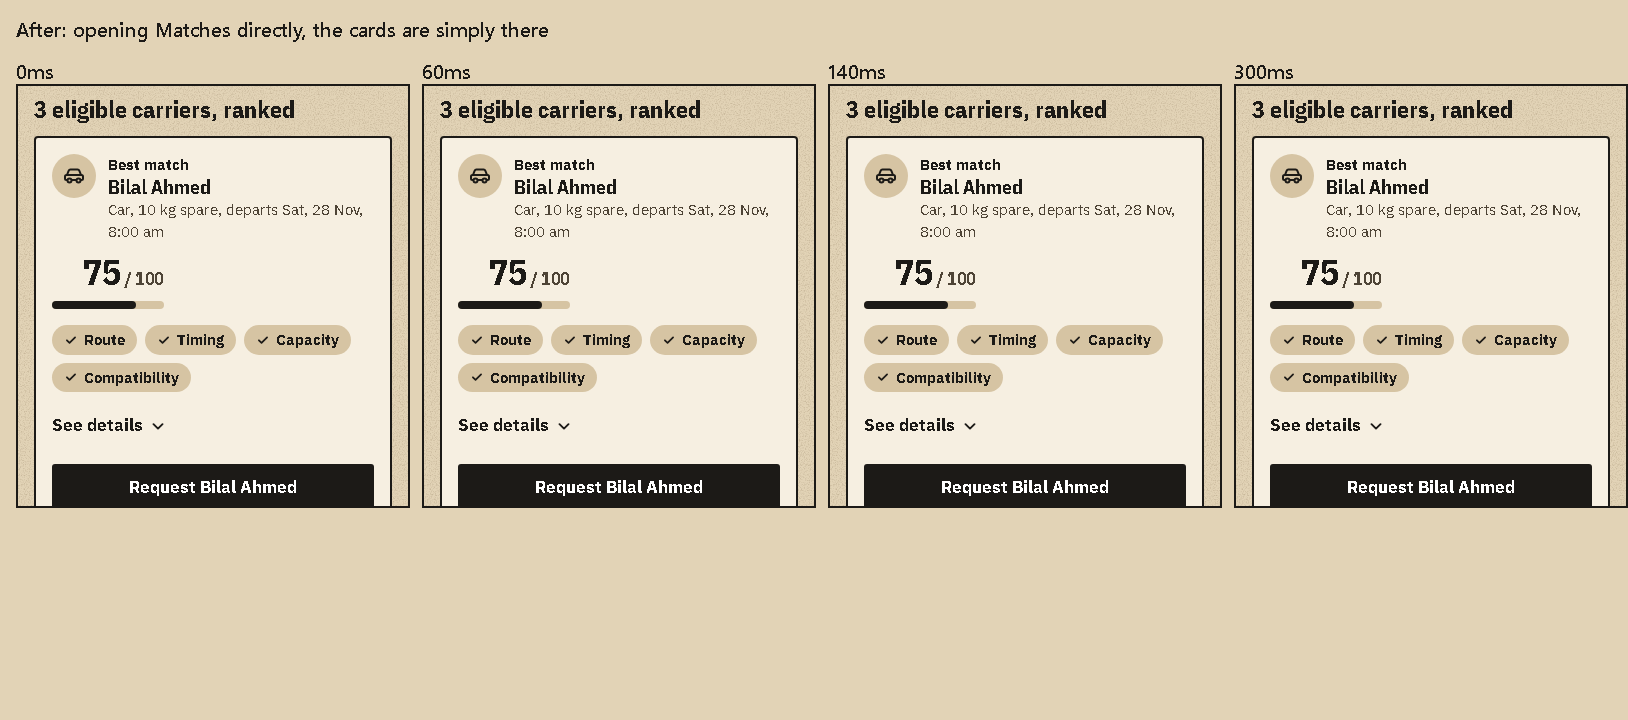 After: opening Matches directly, the cards are simply there
0ms
3 eligible carriers, ranked
Best match
Bilal Ahmed
Car, 10 kg spare, departs Sat, 28 Nov,
8:00 am
75 / 100
Route
Timing
Capacity
Compatibility
See details
Request Bilal Ahmed
60ms
3 eligible carriers, ranked
Best match
Bilal Ahmed
Car, 10 kg spare, departs Sat, 28 Nov,
8:00 am
75 / 100
Route
Timing
Capacity
Compatibility
See details
Request Bilal Ahmed
140ms
3 eligible carriers, ranked
Best match
Bilal Ahmed
Car, 10 kg spare, departs Sat, 28 Nov,
8:00 am
75 / 100
Route
Timing
Capacity
Compatibility
See details
Request Bilal Ahmed
300ms
3 eligible carriers, ranked
Best match
Bilal Ahmed
Car, 10 kg spare, departs Sat, 28 Nov,
8:00 am
75 / 100
Route
Timing
Capacity
Compatibility
See details
Request Bilal Ahmed